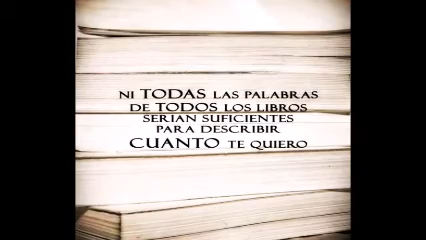 NI TODAS LAS PALABRAS
DE TODOS LOS LIBROS
SERIAN SUFICIENTES
PARA DESCRIBIR
CUANTO TE QUIERO